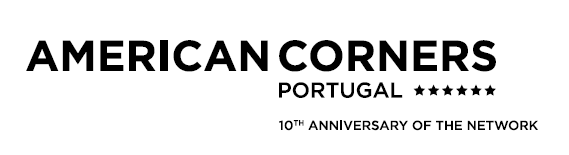 AMERICAN CORNERS
PORTUGAL ★★★★★★
10TH ANNIVERSARY OF THE NETWORK